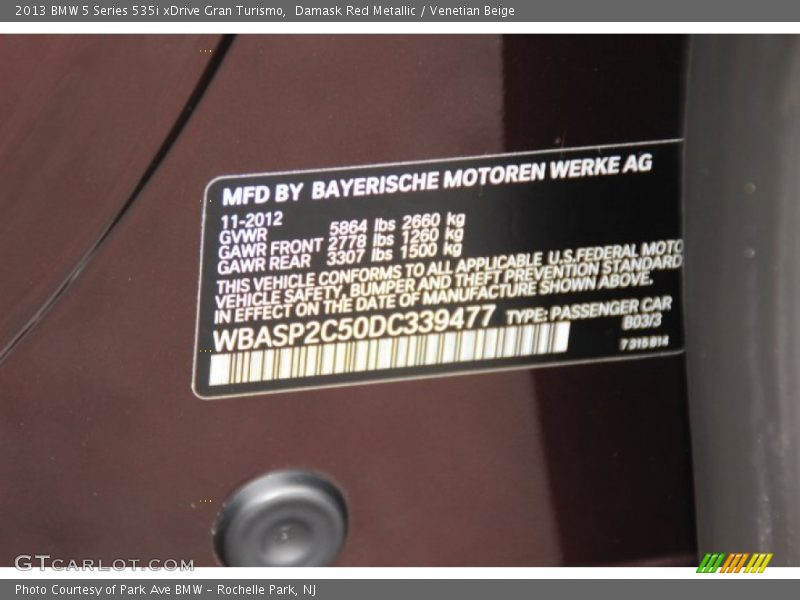 2013 BMW 5 Series 535i xDrive Gran Turismo,  Damask Red Metallic / Venetian Beige
MFD BY BAYERISCHE MOTOREN WERKE AG
11-2012
GVWR 5864 lbs 2660 kg
GAWR FRONT 2778 lbs 1260 kg
GAWR REAR 3307 lbs 1500 kg
THIS VEHICLE CONFORMS TO ALL APPLICABLE U.S.FEDERAL MOTO
VEHICLE SAFETY, BUMPER AND THEFT PREVENTION STANDARD
IN EFFECT ON THE DATE OF MANUFACTURE SHOWN ABOVE.
WBASP2C50DC339477 TYPE: PASSENGER CAR
B03/3
7 315 814
GTCARLOT.COM
Photo Courtesy of Park Ave BMW - Rochelle Park, NJ